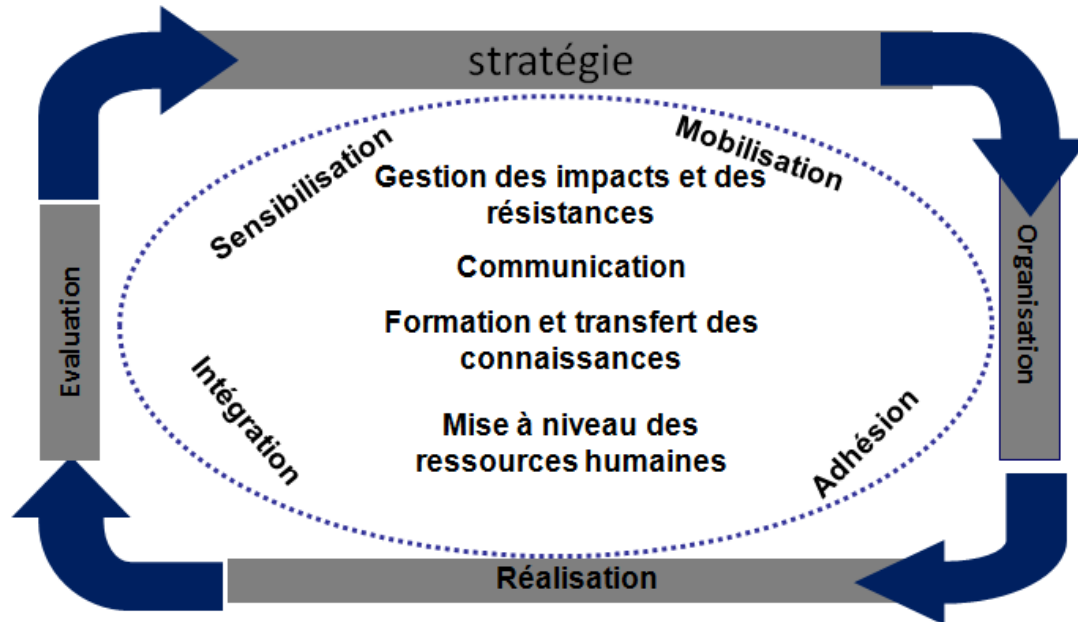 stratégie
Sensibilisation
Mobilisation
Gestion des impacts et des
résistances
Communication
Formation et transfert des
connaissances
Mise à niveau des
ressources humaines
Intégration
Adhésion
Evaluation
Organisation
Réalisation